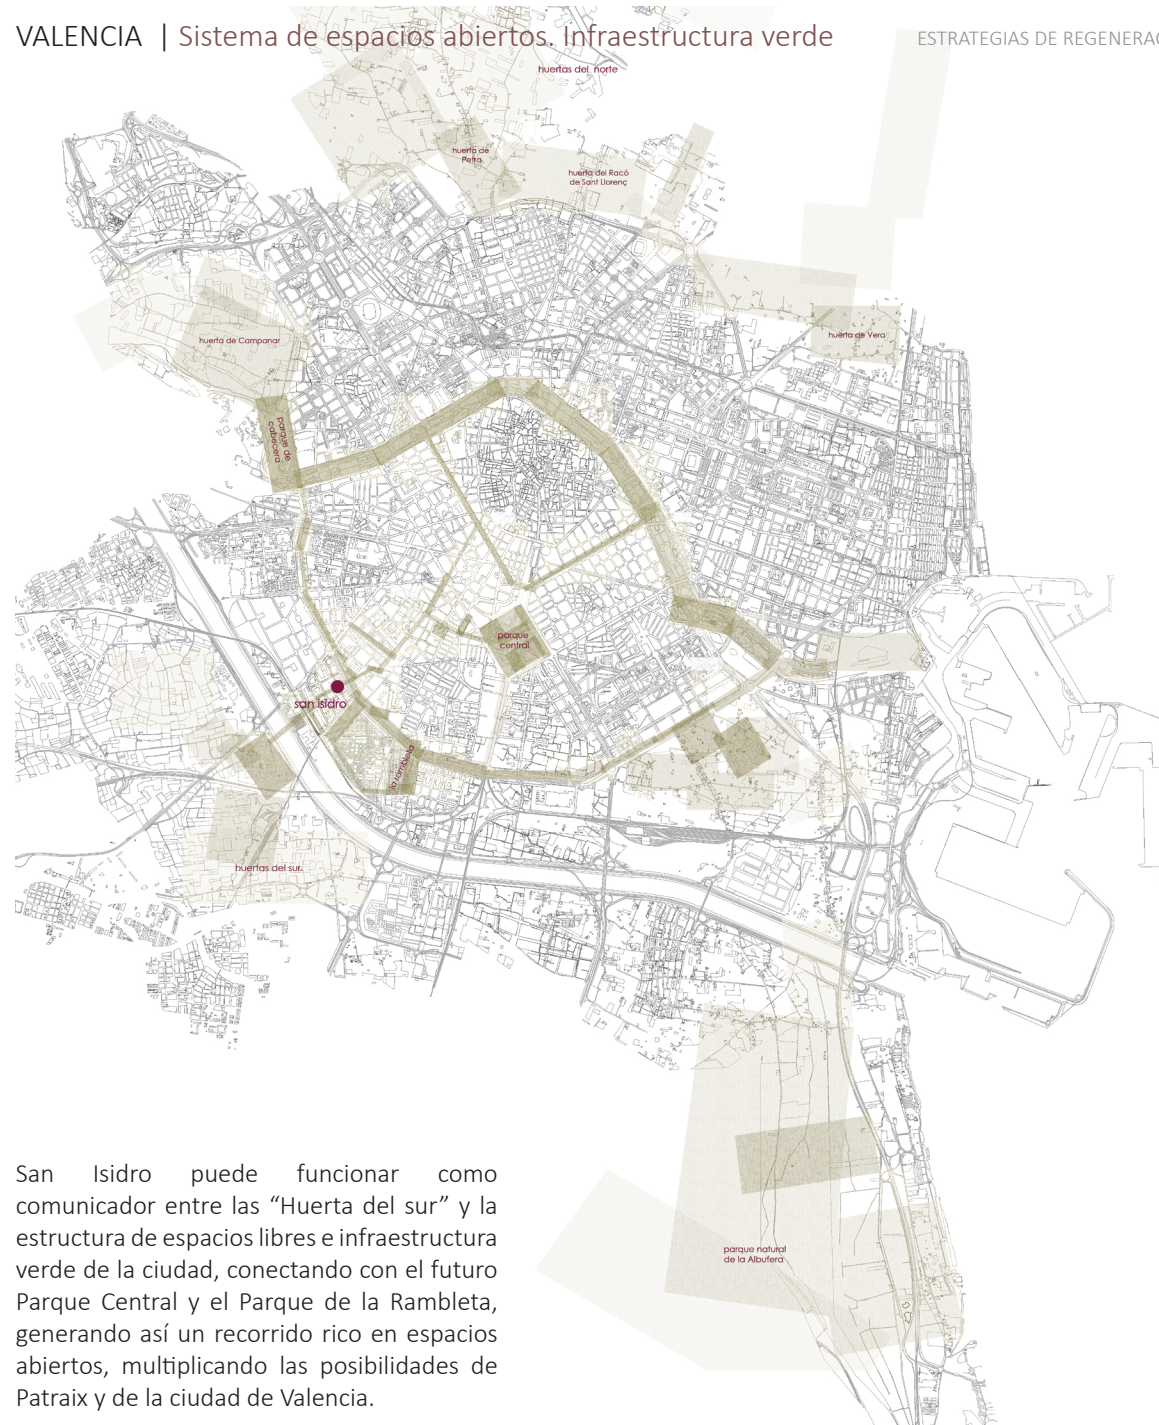 VALENCIA | Sistema de espacios abiertos. Infraestructura verde
ESTRATEGIAS DE REGENERAC
huertas del norte
huerta de
Petra
huerta del Racó
de Sant Llorenç
huerta de Vera
huerta de Campanar
parque de
cabecera
parque
central
san isidro
la rambleta
huertas del sur
parque natural
de la Albufera
San Isidro puede funcionar como
comunicador entre las “Huerta del sur” y la
estructura de espacios libres e infraestructura
verde de la ciudad, conectando con el futuro
Parque Central y el Parque de la Rambleta,
generando así un recorrido rico en espacios
abiertos, multiplicando las posibilidades de
Patraix y de la ciudad de Valencia.